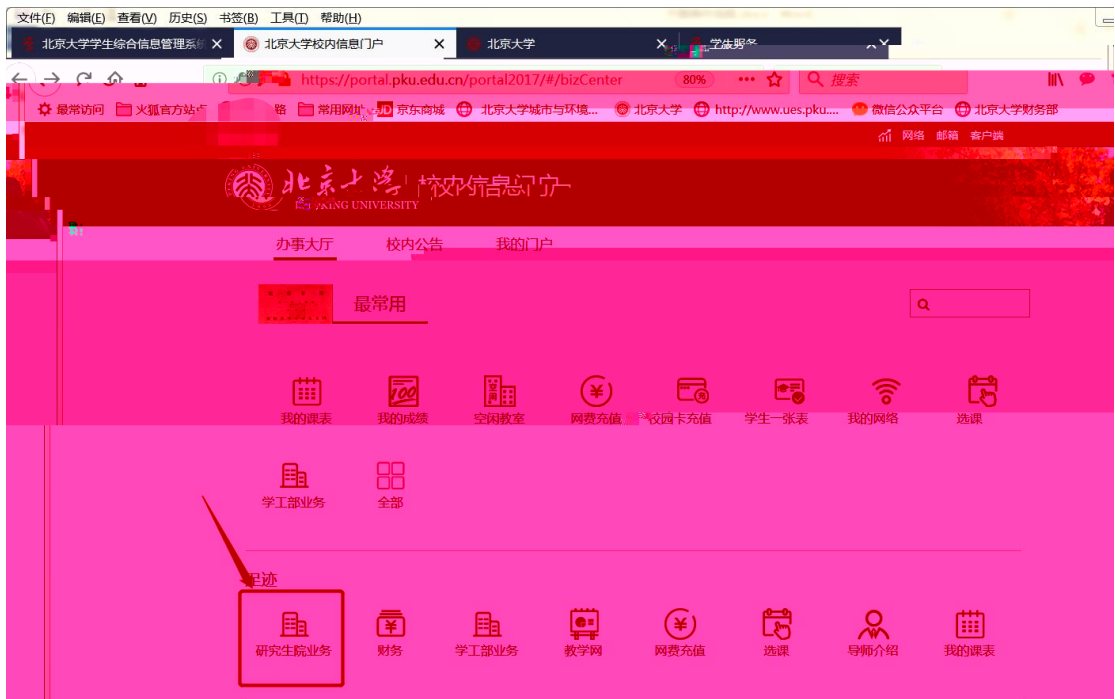 文件(F) 编辑(E) 查看(V) 历史(S) 书签(B) 工具(T) 帮助(H)
北京大学学生综合信息管理系统 北京大学校内信息门户 北京大学
https://portal.pku.edu.cn/portal2017/#/bizCenter 80% 搜索
最常访问 火狐官方站点 常用网址 JD 京东商城 北京大学城市与环境... 北京大学 http://www.ues.pku.... 微信公众平台 北京大学财务部
网络 邮箱 客户端
北京大学 校内信息门户
PEKING UNIVERSITY
办事大厅 校内公告 我的门户
最常用
我的课表 我的成绩 空闲教室 网费充值 校园卡充值 学生一张表 我的网络 选课
学工部业务 全部
足迹
研究生院业务 财务 学工部业务 教学网 网费充值 选课 导师介绍 我的课表